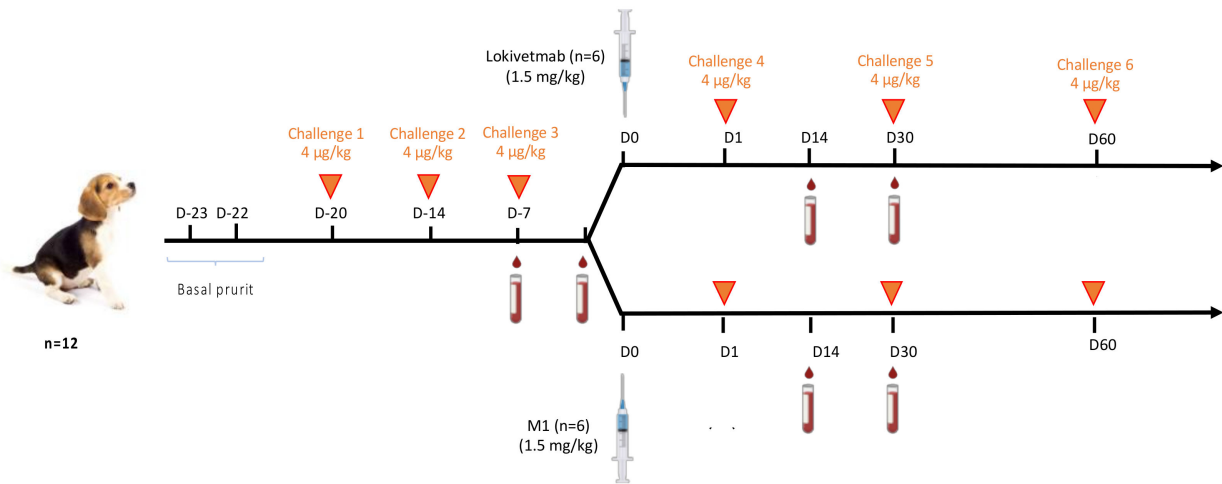 Lokivetmab (n=6)
(1.5 mg/kg)
Challenge 4
4 µg/kg
Challenge 5
4 µg/kg
Challenge 6
4 µg/kg
Challenge 1
4 µg/kg
Challenge 2
4 µg/kg
Challenge 3
4 µg/kg
D0
D1
D14
D30
D60
D-23
D-22
D-20
D-14
D-7
Basal prurit
n=12
D0
D1
D14
D30
D60
M1 (n=6)
(1.5 mg/kg)